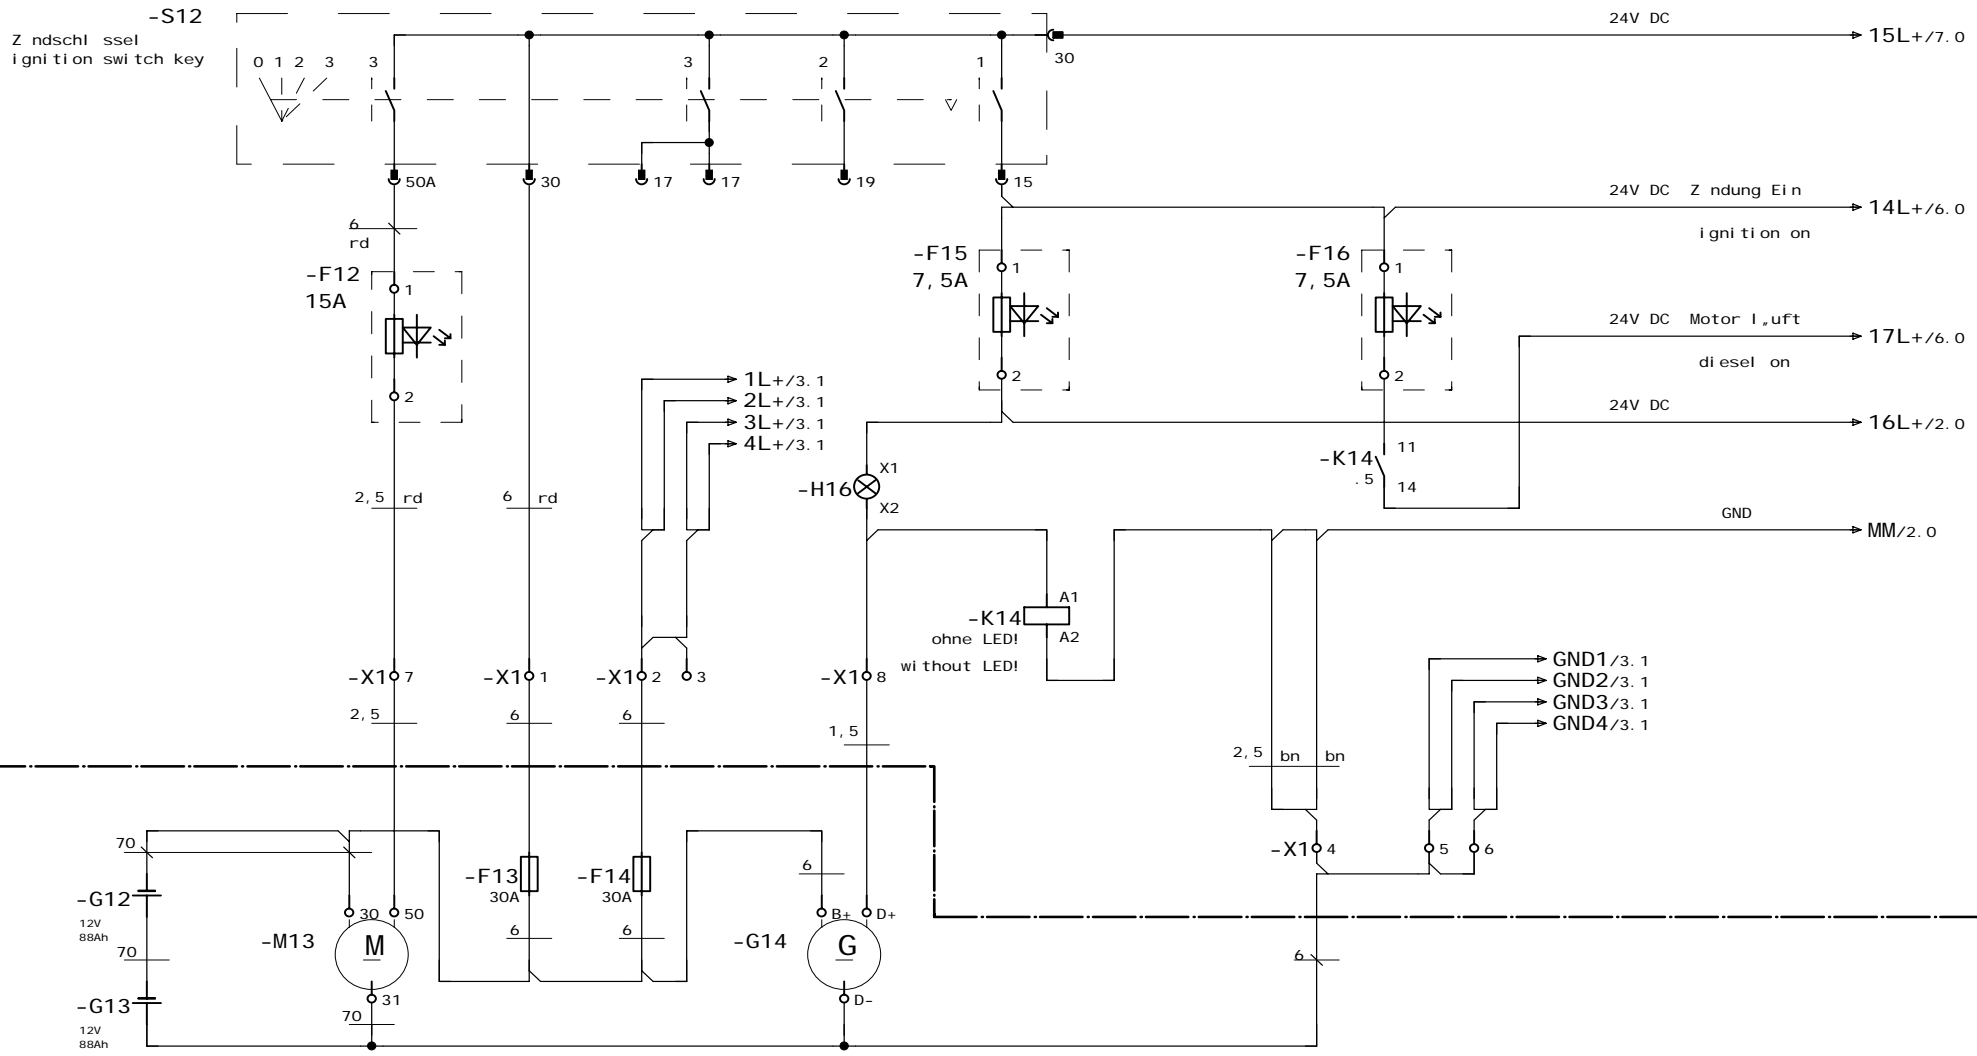 -S12
Z ndschl ssel
ignition switch key
0 1 2 3
3
3
2
1
30
24V DC
15L+/7.0
50A
30
17
17
19
15
24V DC Z ndung Ein
14L+/6.0
ignition on
6
rd
-F12
15A
1
2
-F15
7,5A
1
2
-F16
7,5A
1
2
24V DC Motor l„uft
17L+/6.0
diesel on
1L+/3.1
2L+/3.1
3L+/3.1
4L+/3.1
24V DC
16L+/2.0
-K14
.5
11
14
-H16
X1
X2
2,5 rd
6 rd
GND
MM/2.0
-K14
A1
A2
ohne LED!
without LED!
-X1 7
-X1 1
-X1 2
3
-X1 8
GND1/3.1
GND2/3.1
GND3/3.1
GND4/3.1
2,5
6
6
1,5
2,5 bn
bn
70
-G12
12V
88Ah
70
-G13
12V
88Ah
30
50
-M13
M
31
70
-F13
30A
6
-F14
30A
6
6
B+
D+
-G14
G
D-
-X1 4
5
6
6